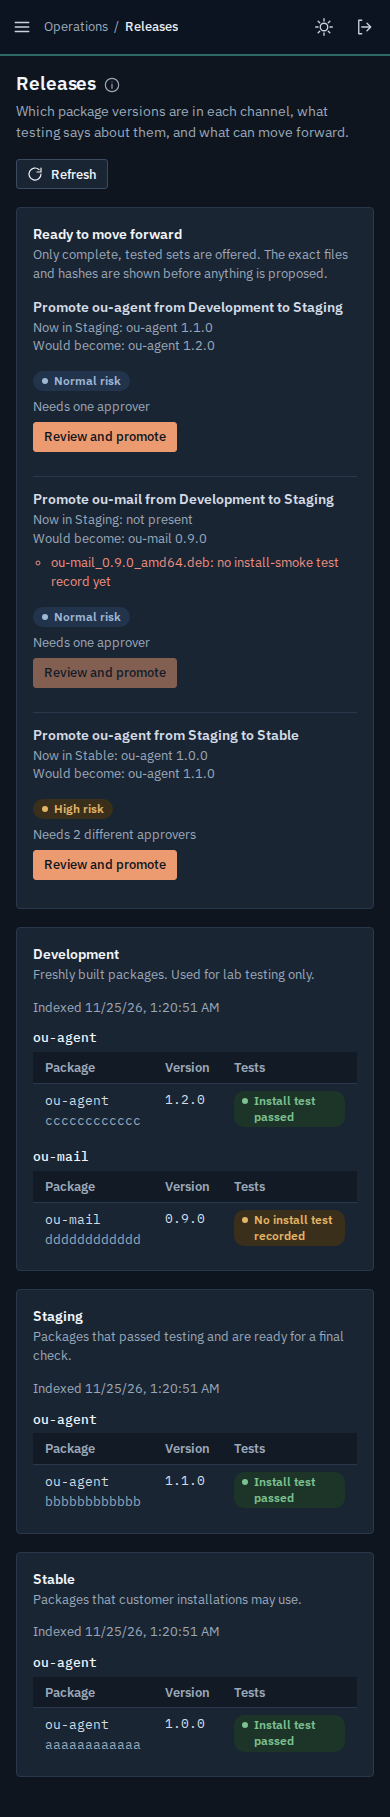 Operations / Releases
Releases
Which package versions are in each channel, what
testing says about them, and what can move forward.
Refresh
Ready to move forward
Only complete, tested sets are offered. The exact files
and hashes are shown before anything is proposed.
Promote ou-agent from Development to Staging
Now in Staging: ou-agent 1.1.0
Would become: ou-agent 1.2.0
Normal risk
Needs one approver
Review and promote
Promote ou-mail from Development to Staging
Now in Staging: not present
Would become: ou-mail 0.9.0
ou-mail_0.9.0_amd64.deb: no install-smoke test
record yet
Normal risk
Needs one approver
Review and promote
Promote ou-agent from Staging to Stable
Now in Stable: ou-agent 1.0.0
Would become: ou-agent 1.1.0
High risk
Needs 2 different approvers
Review and promote
Development
Freshly built packages. Used for lab testing only.
Indexed 11/25/26, 1:20:51 AM
ou-agent
Package Version Tests
ou-agent 1.2.0 Install test
cccccccccccc passed
ou-mail
Package Version Tests
ou-mail 0.9.0 No install test
dddddddddddd recorded
Staging
Packages that passed testing and are ready for a final
check.
Indexed 11/25/26, 1:20:51 AM
ou-agent
Package Version Tests
ou-agent 1.1.0 Install test
bbbbbbbbbbbb passed
Stable
Packages that customer installations may use.
Indexed 11/25/26, 1:20:51 AM
ou-agent
Package Version Tests
ou-agent 1.0.0 Install test
aaaaaaaaaaaa passed